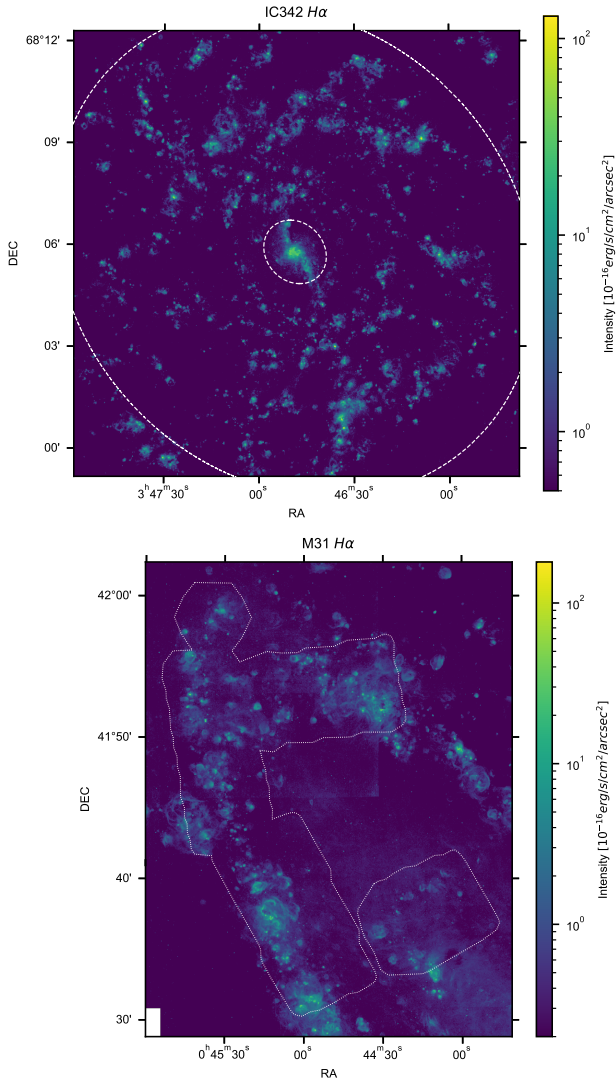 IC342 Hα
68°12'
09'
06'
03'
00'
DEC
3ʰ47ᵐ30ˢ
00ˢ
46ᵐ30ˢ
00ˢ
RA
10²
10¹
10⁰
Intensity [10⁻¹⁶erg/s/cm²/arcsec²]
M31 Hα
42°00'
41°50'
40'
30'
DEC
0ʰ45ᵐ30ˢ
00ˢ
44ᵐ30ˢ
00ˢ
RA
10²
10¹
10⁰
Intensity [10⁻¹⁶erg/s/cm²/arcsec²]